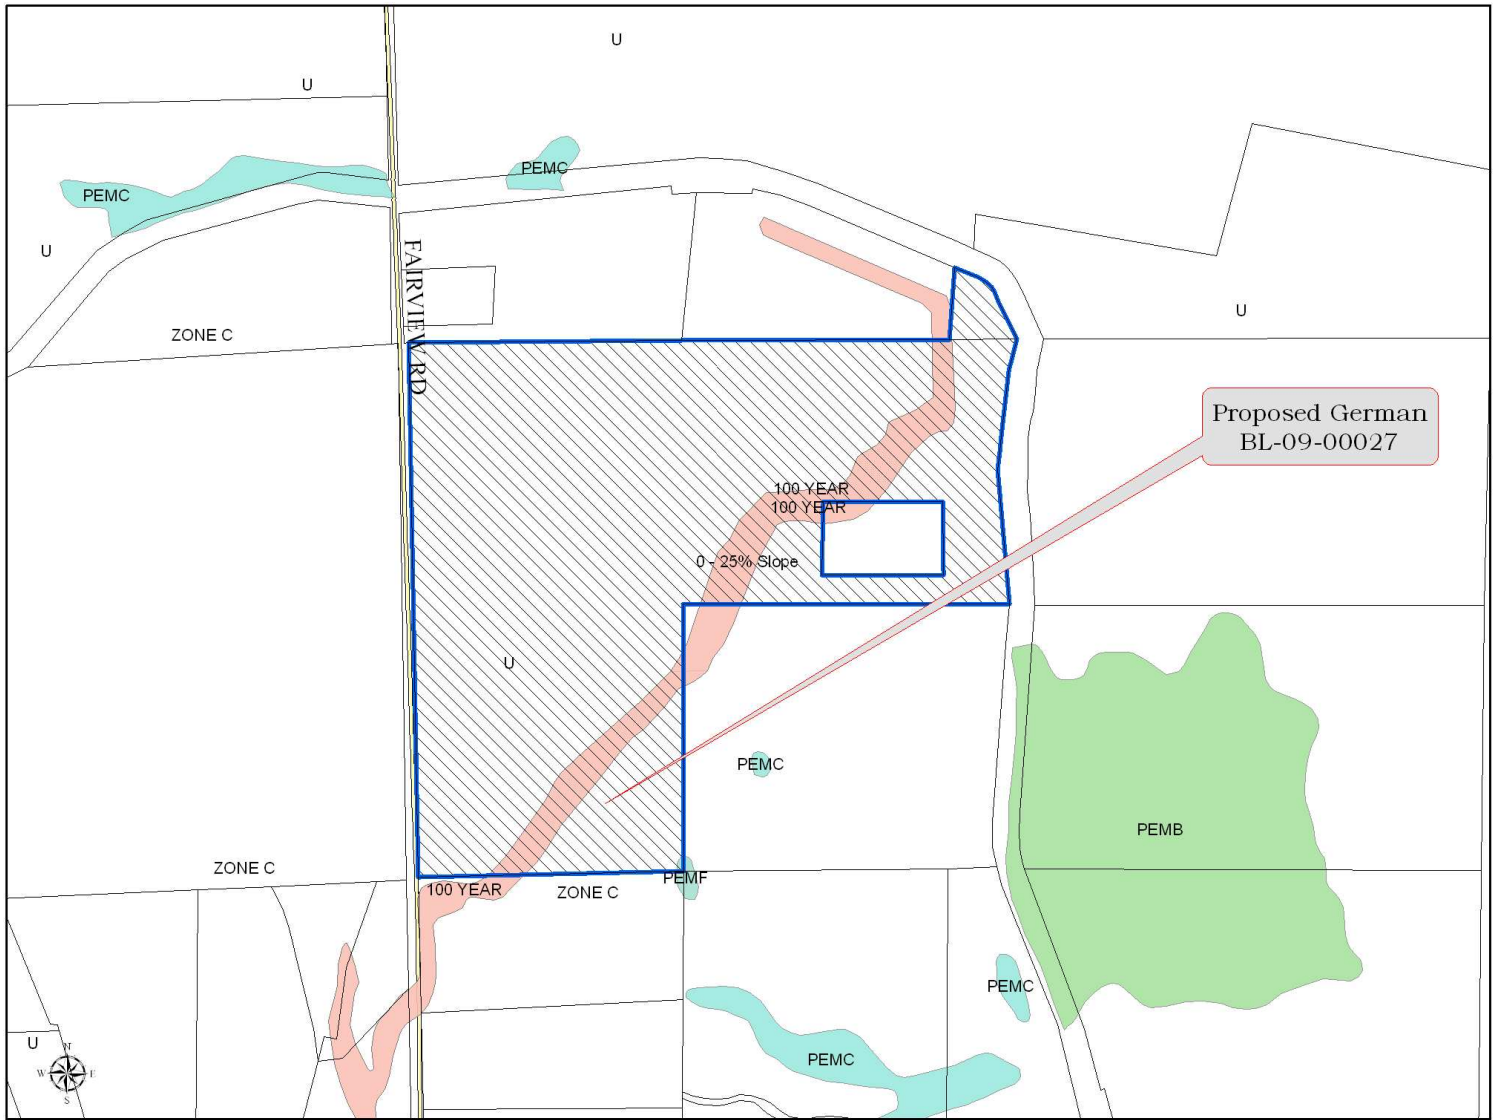 U
U
PEMC
PEMC
U
FAIRVIEW RD
U
ZONE C
Proposed German
BL-09-00027
100 YEAR
100 YEAR
0 - 25% Slope
U
PEMC
PEMB
ZONE C
PEMF
100 YEAR
ZONE C
PEMC
U
PEMC
N
W
E
S